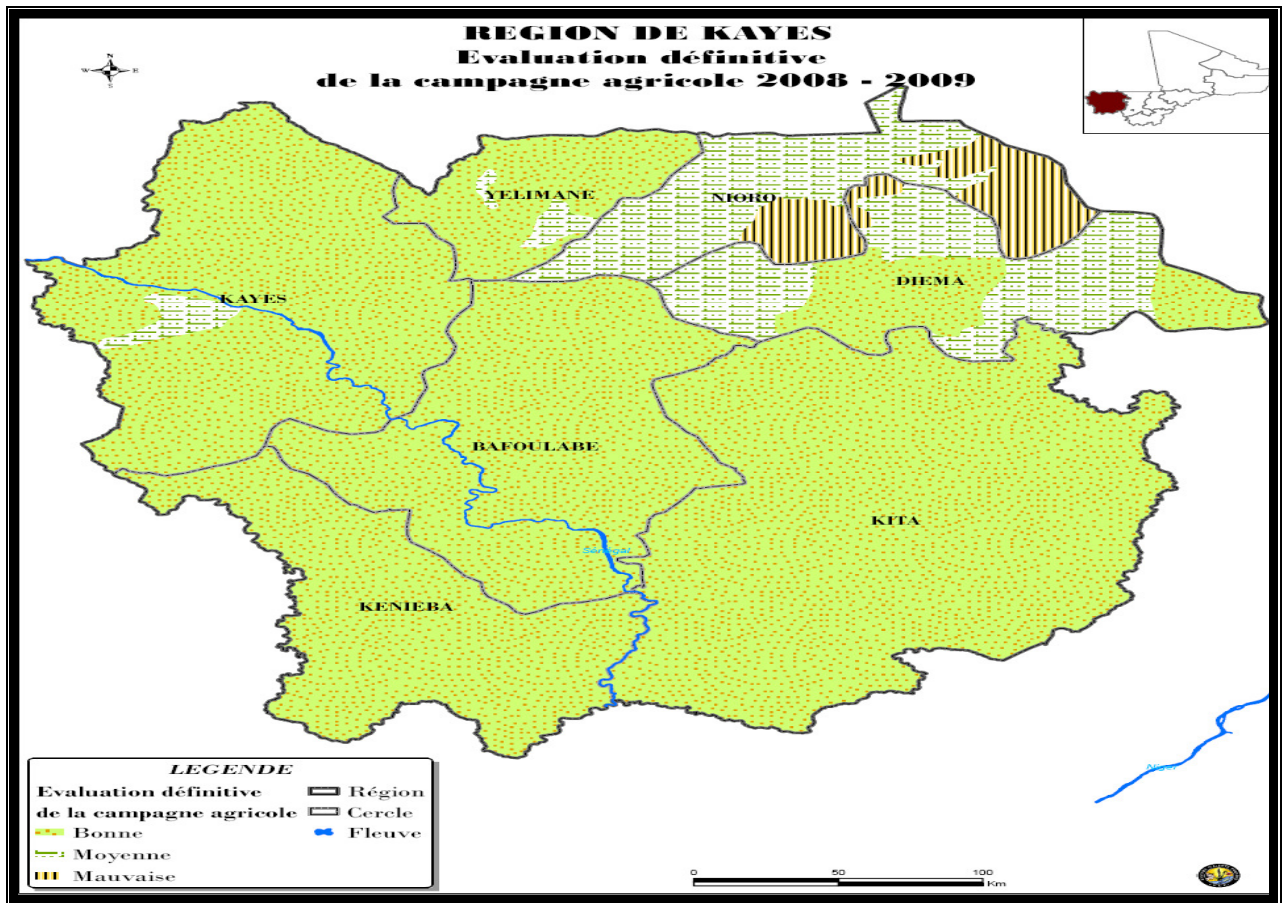 REGION DE KAYES
Evaluation définitive
de la campagne agricole 2008 - 2009
N
W E
S
YELIMANE
NIORO
DIEMA
KAYES
BAFOULABE
KITA
Sénégal
KENIEBA
Niger
LEGENDE
Evaluation définitive
de la campagne agricole
Bonne
Moyenne
Mauvaise
Région
Cercle
Fleuve
0 100
Km